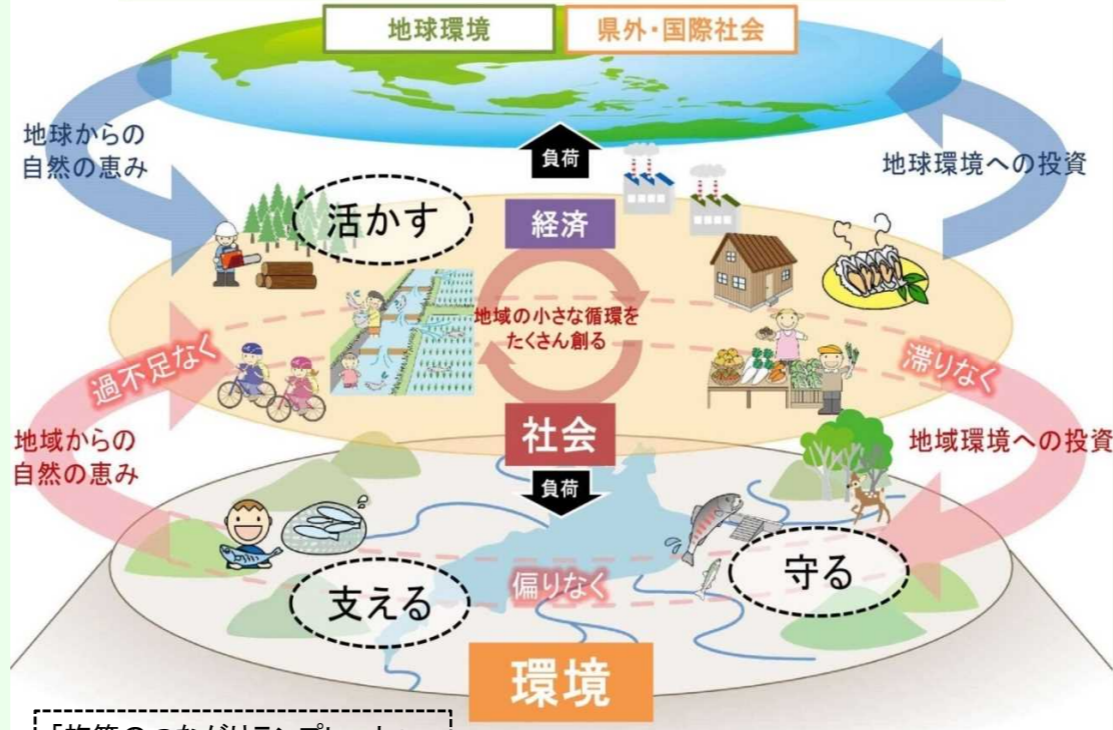 地球環境
県外・国際社会
地球からの
自然の恵み
負荷
地球環境への投資
活かす
経済
地域の小さな循環を
たくさん創る
過不足なく
滞りなく
社会
地域からの
自然の恵み
地域環境への投資
負荷
支える
偏りなく
守る
環境